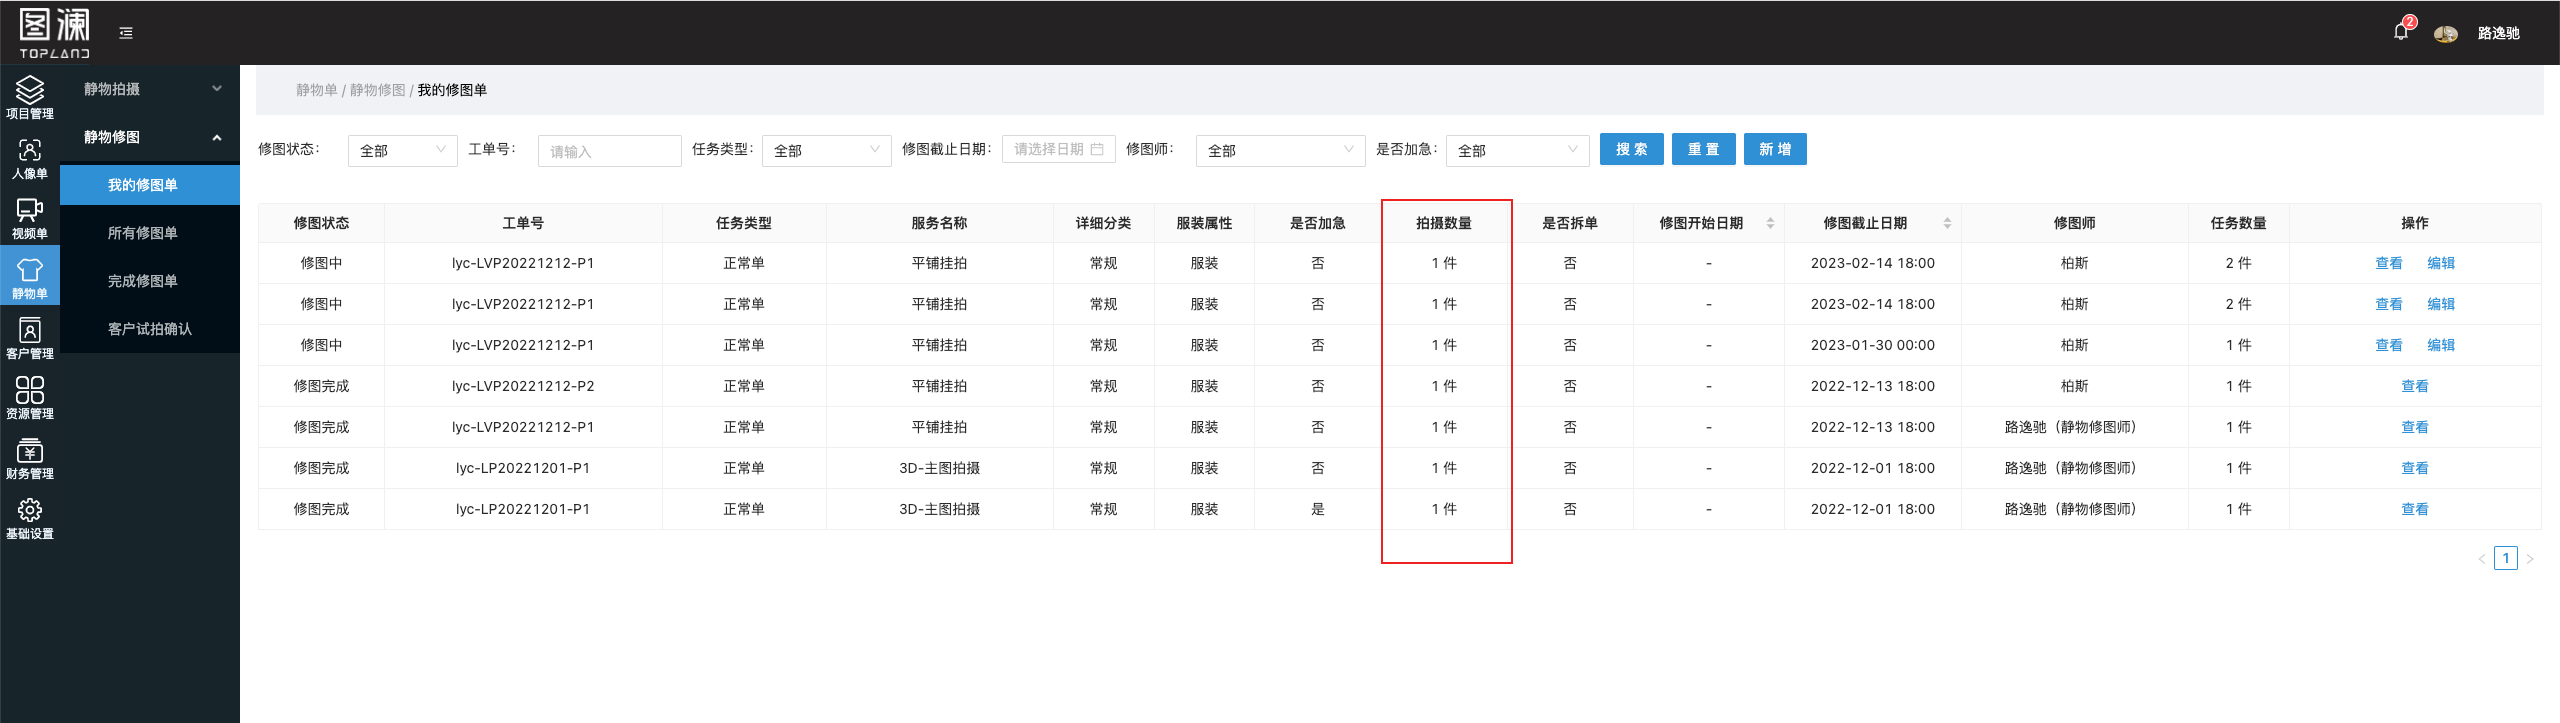 图澜
TOPLAND
2
路逸驰
项目管理
人像单
视频单
静物单
客户管理
资源管理
财务管理
基础设置
静物拍摄
静物修图
我的修图单
所有修图单
完成修图单
客户试拍确认
静物单 / 静物修图 / 我的修图单
修图状态： 全部 工单号： 请输入 任务类型： 全部 修图截止日期： 请选择日期 修图师： 全部 是否加急： 全部 搜 索 重 置 新 增
修图状态 工单号 任务类型 服务名称 详细分类 服装属性 是否加急 拍摄数量 是否拆单 修图开始日期 修图截止日期 修图师 任务数量 操作
修图中 lyc-LVP20221212-P1 正常单 平铺挂拍 常规 服装 否 1 件 否 - 2023-02-14 18:00 柏斯 2 件 查看 编辑
修图中 lyc-LVP20221212-P1 正常单 平铺挂拍 常规 服装 否 1 件 否 - 2023-02-14 18:00 柏斯 2 件 查看 编辑
修图中 lyc-LVP20221212-P1 正常单 平铺挂拍 常规 服装 否 1 件 否 - 2023-01-30 00:00 柏斯 1 件 查看 编辑
修图完成 lyc-LVP20221212-P2 正常单 平铺挂拍 常规 服装 否 1 件 否 - 2022-12-13 18:00 柏斯 1 件 查看
修图完成 lyc-LVP20221212-P1 正常单 平铺挂拍 常规 服装 否 1 件 否 - 2022-12-13 18:00 路逸驰（静物修图师） 1 件 查看
修图完成 lyc-LP20221201-P1 正常单 3D-主图拍摄 常规 服装 否 1 件 否 - 2022-12-01 18:00 路逸驰（静物修图师） 1 件 查看
修图完成 lyc-LP20221201-P1 正常单 3D-主图拍摄 常规 服装 是 1 件 否 - 2022-12-01 18:00 路逸驰（静物修图师） 1 件 查看
< 1 >